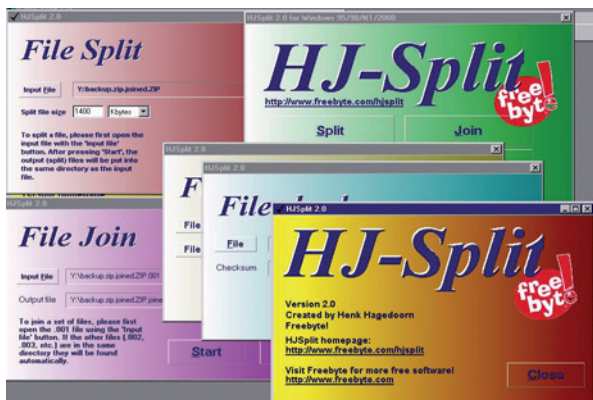 HJSplit 2.0
File Split
Input File
Y:\backup.zip.joined.ZIP
Split file size
1400
Kbytes
To split a file, please first open the
input file with the 'Input file'
button. After pressing 'Start', the
output (split) files will be put into
the same directory as the input
file.
HJSplit 2.0 for Windows 95/98/NT/2000
HJ-Split
http://www.freebyte.com/hjsplit
free
byte!
Split
Join
HJSplit 2.0
F
File
File
HJSplit 2.0
File
File
Checksum
HJSplit 2.0
File Join
Input File
Y:\backup.zip.joined.ZIP.001
Output file
Y:\backup.zip.joined.ZIP.joine
To join a set of files, please first
open the .001 file using the 'Input
file' button. If the other files (.002,
.003, etc.) are in the same
directory they will be found
automatically.
Start
HJSplit 2.0
HJ-Split
free
byte!
Version 2.0
Created by Henk Hagedoorn
Freebyte!
HJSplit homepage:
http://www.freebyte.com/hjsplit
Visit Freebyte for more free software!
http://www.freebyte.com
Close